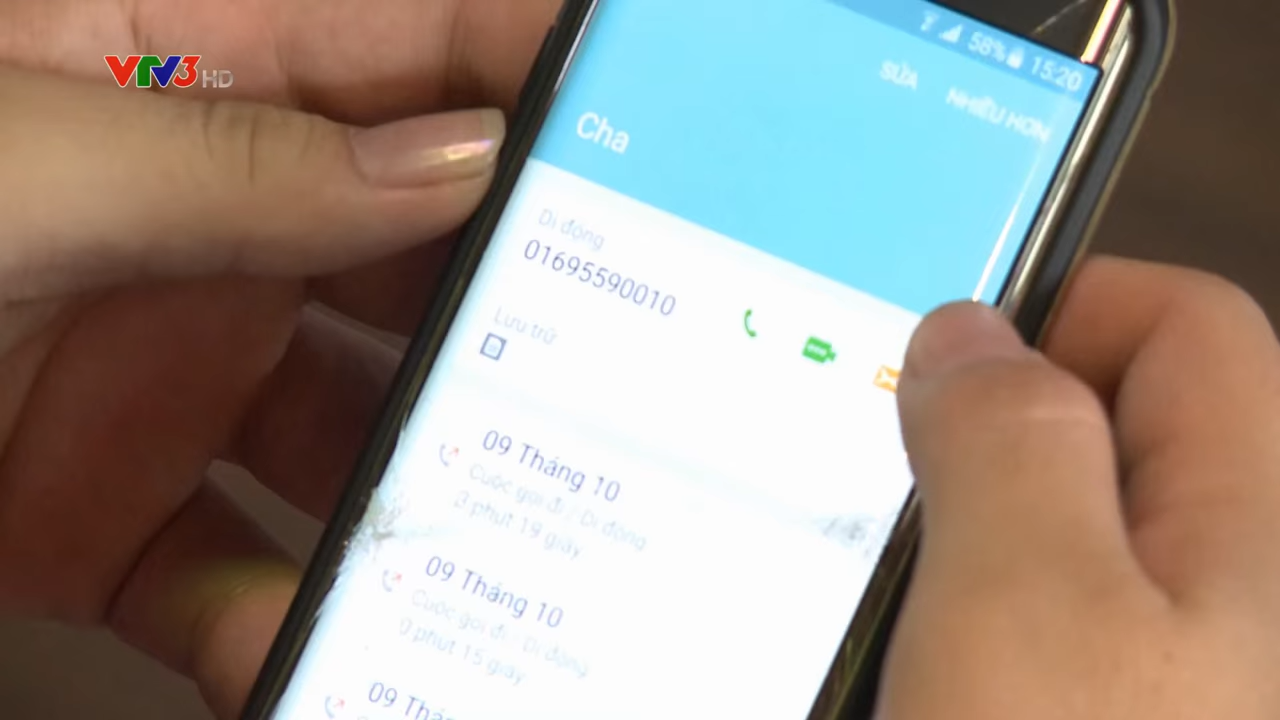 VTV3 HD
58% 15:20
SỬA NHIỀU HƠN
Cha
Di động
01695590010
Lưu trữ
09 Tháng 10
Cuộc gọi đi - Di động
3 phút 19 giây
09 Tháng 10
Cuộc gọi đi - Di động
0 phút 15 giây
09